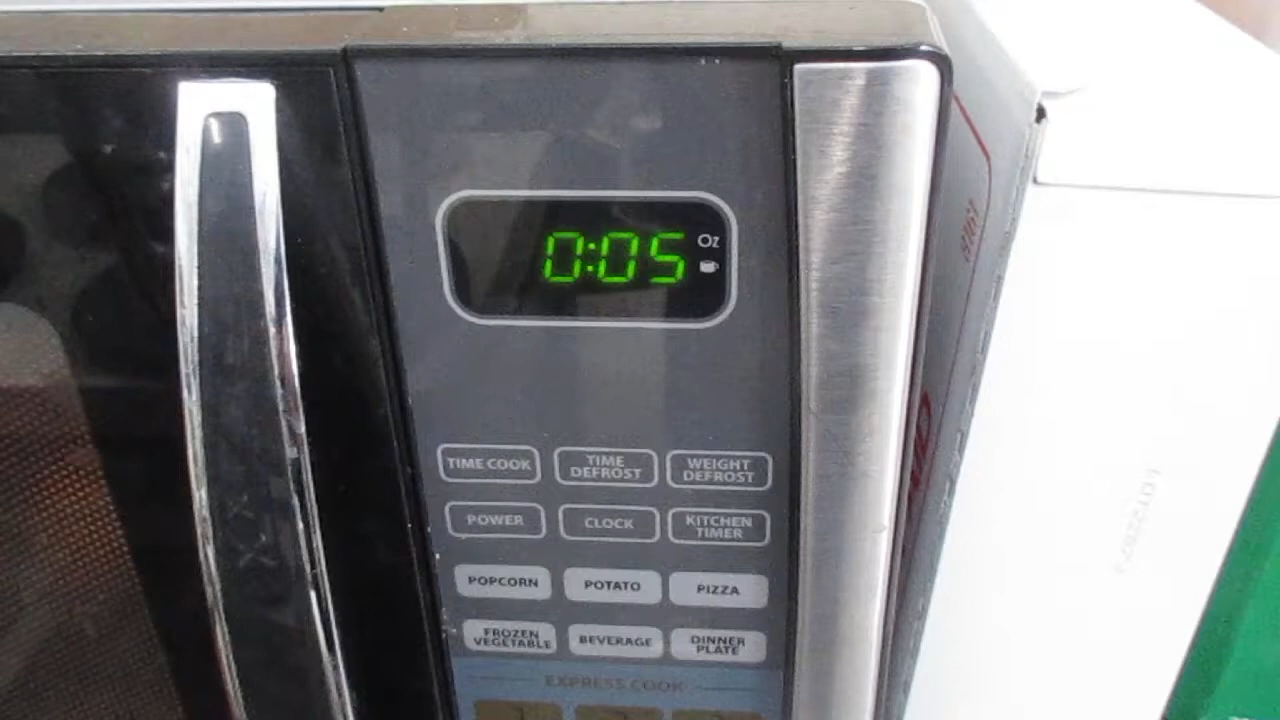 0:05 Oz
TIME COOK
TIME
DEFROST
WEIGHT
DEFROST
POWER
CLOCK
KITCHEN
TIMER
POPCORN
POTATO
PIZZA
FROZEN
VEGETABLE
BEVERAGE
DINNER
PLATE
EXPRESS COOK